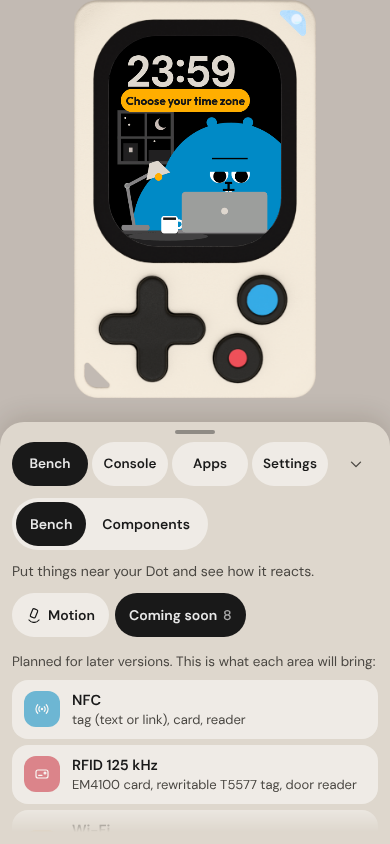 23:59
Choose your time zone
Bench
Console
Apps
Settings
Bench
Components
Put things near your Dot and see how it reacts.
Motion
Coming soon 8
Planned for later versions. This is what each area will bring:
NFC
tag (text or link), card, reader
RFID 125 kHz
EM4100 card, rewritable T5577 tag, door reader
Wi-Fi